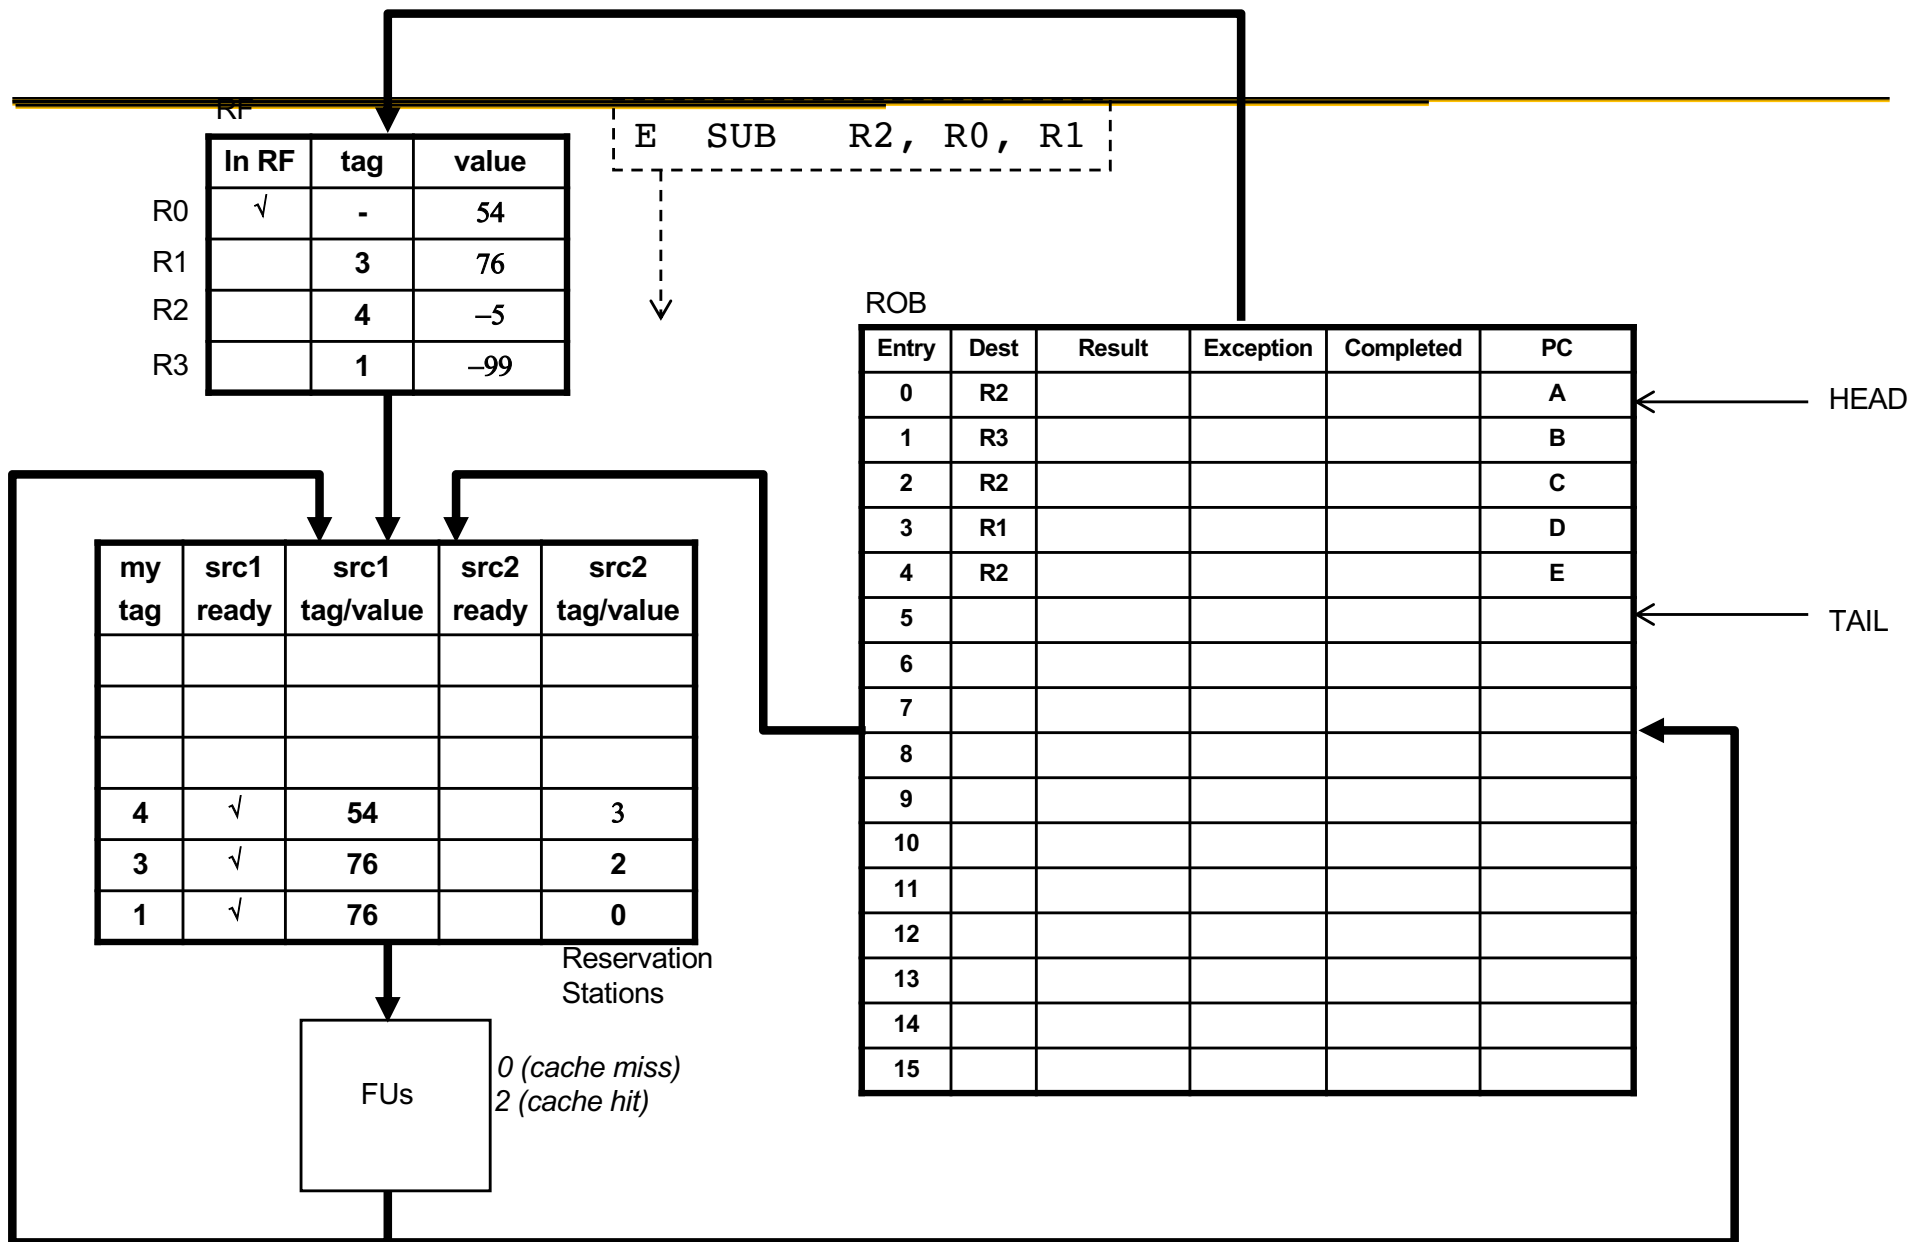 RF
E SUB R2, R0, R1
In RF tag value
R0 √ - 54
R1 3 76
R2 4 –5
R3 1 –99
ROB
Entry Dest Result Exception Completed PC
0 R2 A
HEAD
1 R3 B
2 R2 C
3 R1 D
4 R2 E
5
TAIL
6
7
8
9
10
11
12
13
14
15
my src1 src1 src2 src2
tag ready tag/value ready tag/value
4 √ 54 3
3 √ 76 2
1 √ 76 0
Reservation
Stations
FUs
0 (cache miss)
2 (cache hit)